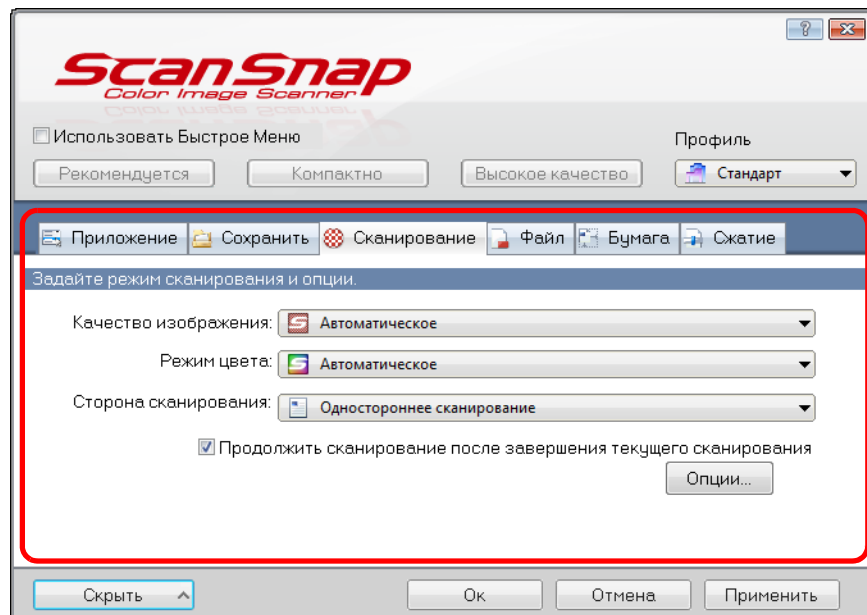 ScanSnap
Color Image Scanner
Использовать Быстрое Меню
Профиль
Рекомендуется Компактно Высокое качество Стандарт
Приложение Сохранить Сканирование Файл Бумага Сжатие
Задайте режим сканирования и опции.
Качество изображения: Автоматическое
Режим цвета: Автоматическое
Сторона сканирования: Одностороннее сканирование
Продолжить сканирование после завершения текущего сканирования
Опции...
Скрыть Ок Отмена Применить